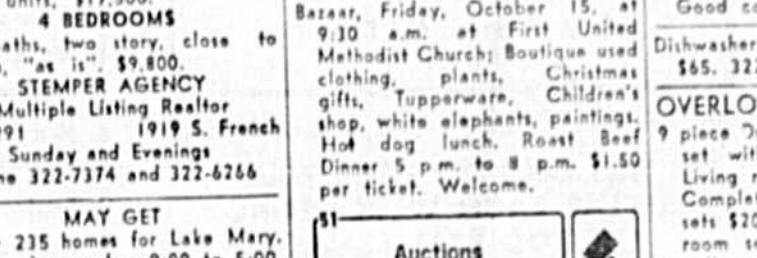 4 BEDROOMS
aths, two story, close to
"as is". $9,800.
STEMPER AGENCY
Multiple Listing Realtor
1919 S. French
Sunday and Evenings
322-7374 and 322-6266
MAY GET
235 homes for Lake Mary.
Bazaar, Friday, October 15, at
9:30 a.m. at First United
Methodist Church; Boutique used
clothing, plants, Christmas
gifts, Tupperware, Children's
shop, white elephants, paintings.
Hot dog lunch. Roast Beef
Dinner 5 p.m. to 8 p.m. $1.50
per ticket. Welcome.
51
Auctions
Good
Dishwasher
$65. 322
OVERLO
9 piece
set wit
Living
Complet
sets $20
room